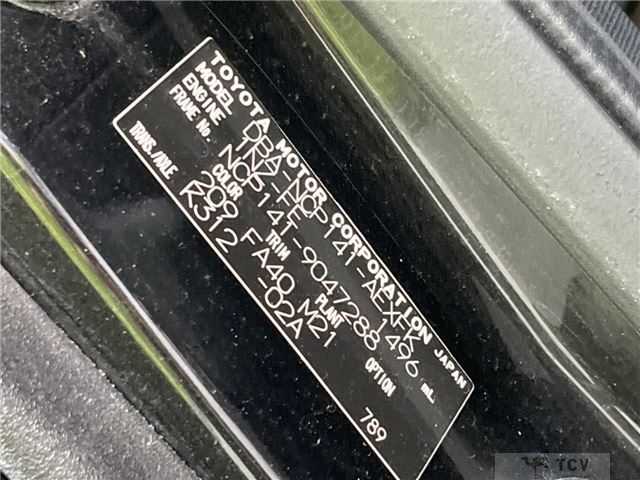 TOYOTA MOTOR CORPORATION JAPAN
MODEL DBA-NCP141-AEXFK
ENGINE 1NZ-FE 1496 mL
FRAME No. NCP141-9047288
COLOR TRIM PLANT OPTION
209 FA40 M21
TRANS./AXLE K312 -02A 789
TCV